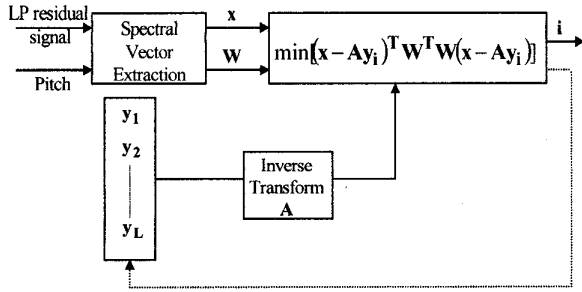 LP residual
signal
Pitch
Spectral
Vector
Extraction
x
W
min[(x – Ay_i)^T W^T W(x – Ay_i)]
i
y_1
y_2
y_L
Inverse
Transform
A